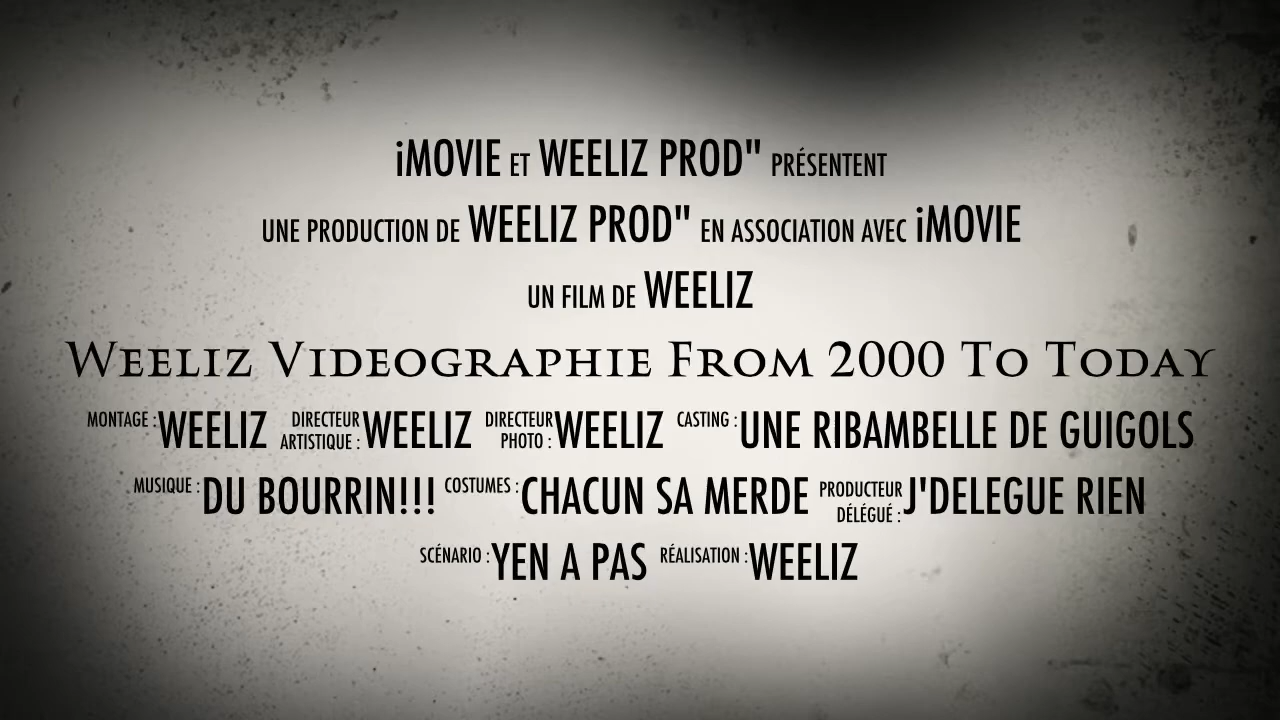 iMOVIE ET WEELIZ PROD" PRÉSENTENT
UNE PRODUCTION DE WEELIZ PROD" EN ASSOCIATION AVEC iMOVIE
UN FILM DE WEELIZ
WEELIZ VIDEOGRAPHIE FROM 2000 TO TODAY
MONTAGE : WEELIZ DIRECTEUR ARTISTIQUE : WEELIZ DIRECTEUR PHOTO : WEELIZ CASTING : UNE RIBAMBELLE DE GUIGOLS
MUSIQUE : DU BOURRIN!!! COSTUMES : CHACUN SA MERDE PRODUCTEUR DÉLÉGUÉ : J'DELEGUE RIEN
SCÉNARIO : YEN A PAS RÉALISATION : WEELIZ